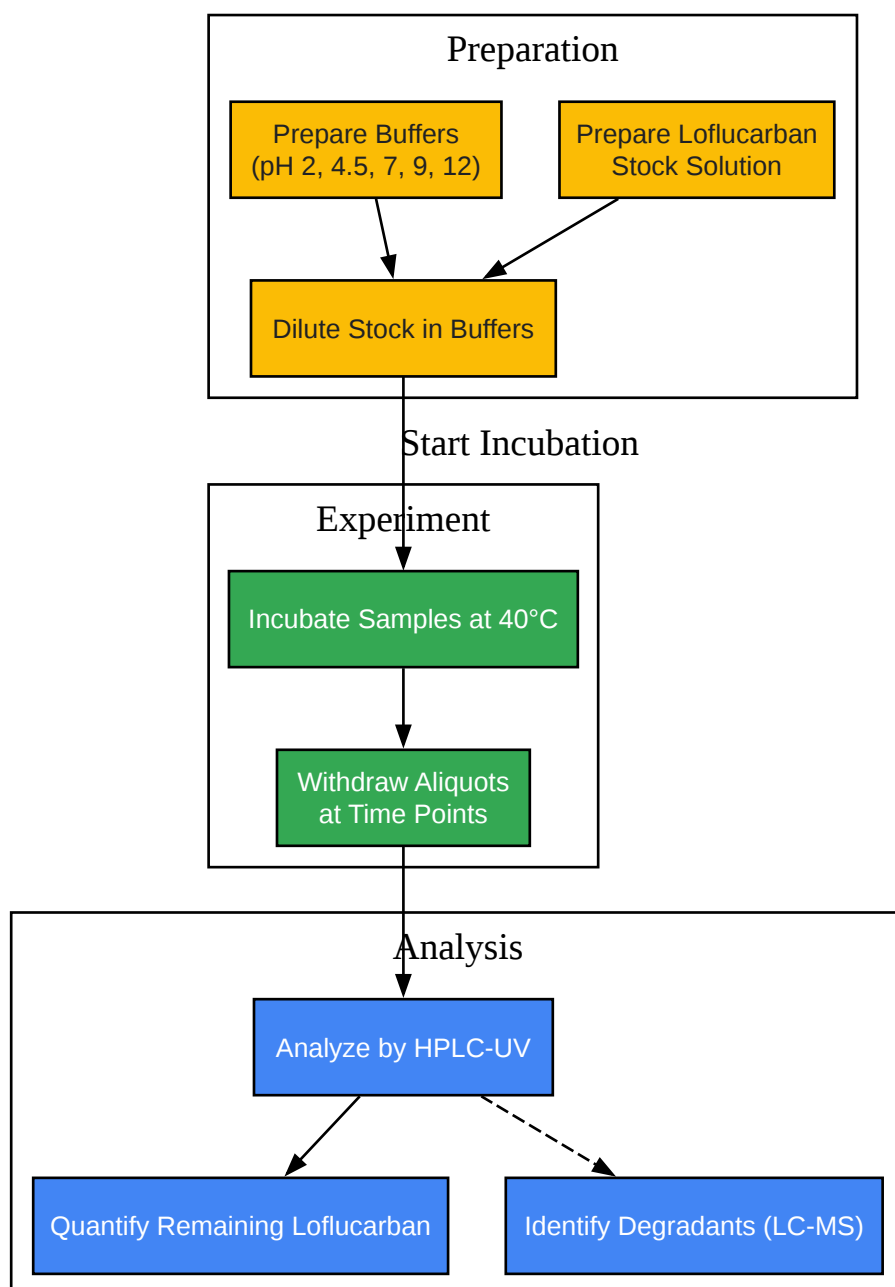 Preparation
Prepare Buffers
(pH 2, 4.5, 7, 9, 12)
Prepare Loflucarban
Stock Solution
Dilute Stock in Buffers
Start Incubation
Experiment
Incubate Samples at 40°C
Withdraw Aliquots
at Time Points
Analysis
Analyze by HPLC-UV
Quantify Remaining Loflucarban
Identify Degradants (LC-MS)